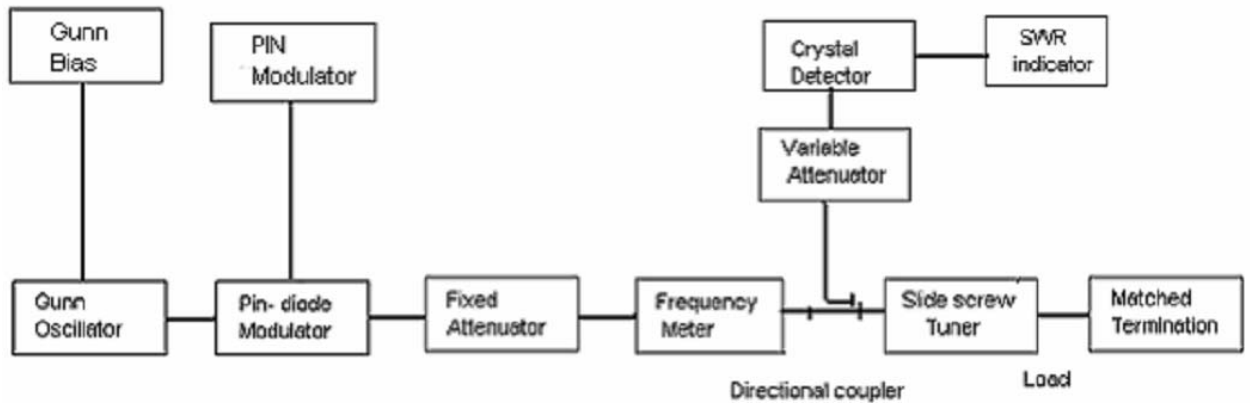 Gunn
Bias
PIN
Modulator
Crystal
Detector
SWR
indicator
Variable
Attenuator
Gunn
Oscillator
Pin- diode
Modulator
Fixed
Attenuator
Frequency
Meter
Slide screw
Tuner
Matched
Termination
Directional coupler
Load